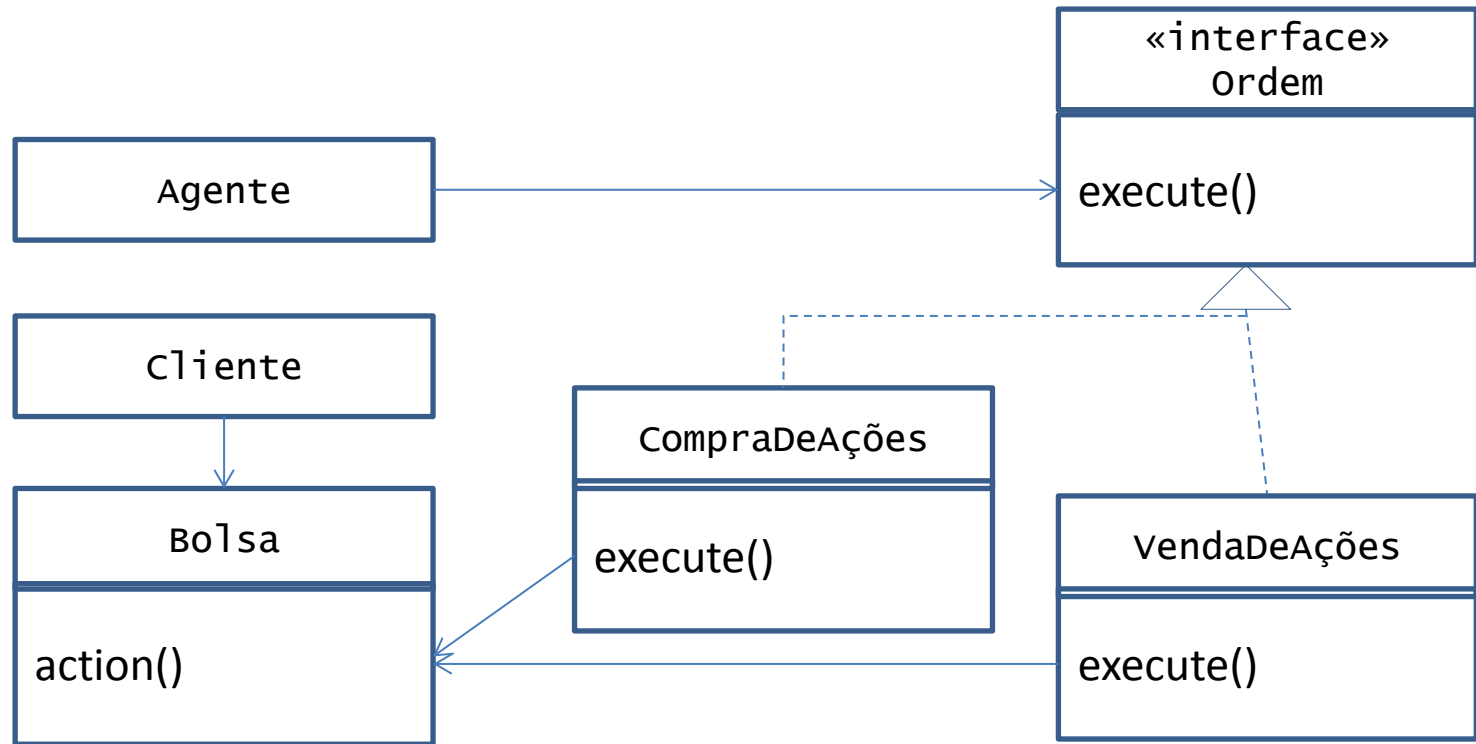 «interface»
Ordem
execute()
Agente
Cliente
Bolsa
action()
CompraDeAções
execute()
VendaDeAções
execute()